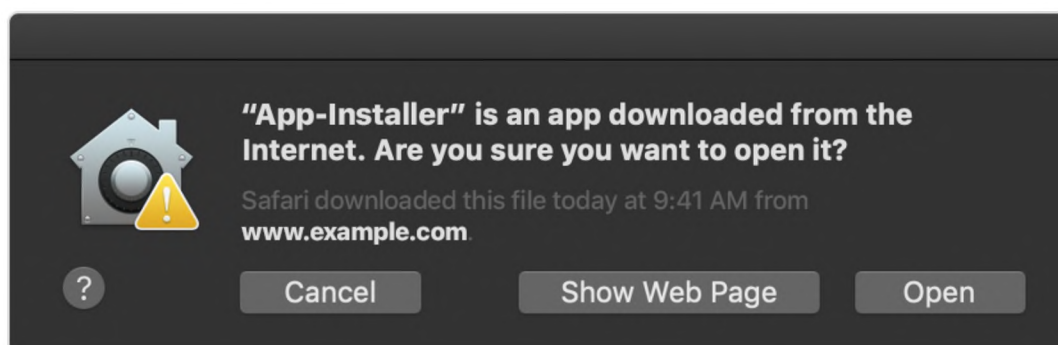 “App-Installer” is an app downloaded from the
Internet. Are you sure you want to open it?
Safari downloaded this file today at 9:41 AM from
www.example.com.
?
Cancel
Show Web Page
Open